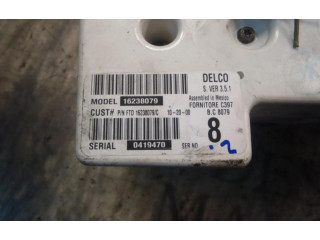 DELCO
S. VER 3.5.1
MODEL 16238079
Assembled in Mexico
FORNITORE C397
CUST# P/N FTD 16238079/C 10-29-00 B.C 8079
8
SERIAL 0419470 SER NO
.2